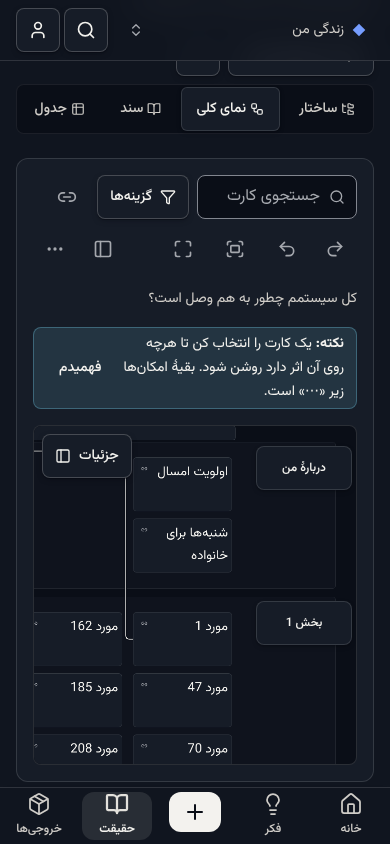 زندگی من
ساختار
نمای کلی
سند
جدول
جستجوی کارت
گزینه‌ها
کل سیستمم چطور به هم وصل است؟
نکته: یک کارت را انتخاب کن تا هرچه
روی آن اثر دارد روشن شود. بقیهٔ امکان‌ها
زیر «···» است.
فهمیدم
جزئیات
دربارهٔ من
اولویت امسال
شنبه‌ها برای
خانواده
بخش 1
مورد 1
مورد 162
مورد 47
مورد 185
مورد 70
مورد 208
خانه
فکر
حقیقت
خروجی‌ها